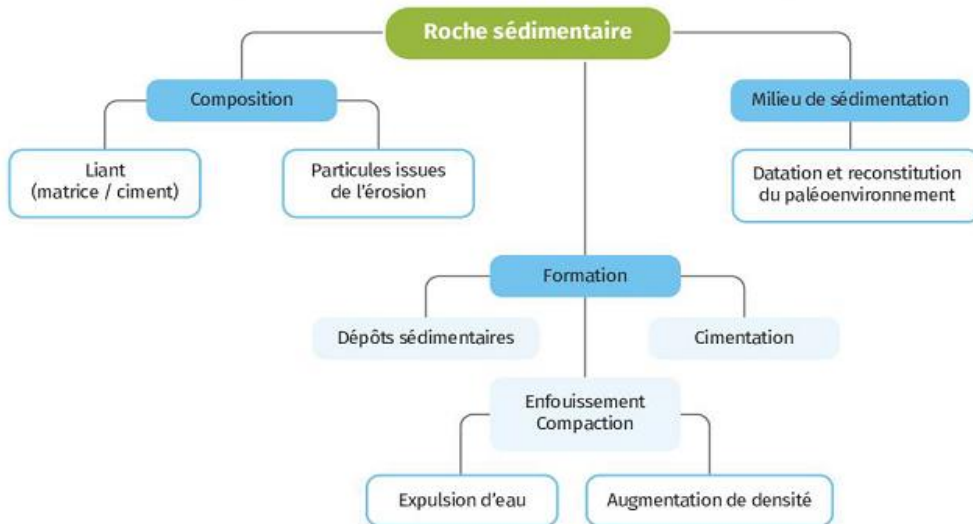 Roche sédimentaire
Composition
Milieu de sédimentation
Liant
(matrice / ciment)
Particules issues
de l'érosion
Datation et reconstitution
du paléoenvironnement
Formation
Dépôts sédimentaires
Cimentation
Enfouissement
Compaction
Expulsion d'eau
Augmentation de densité